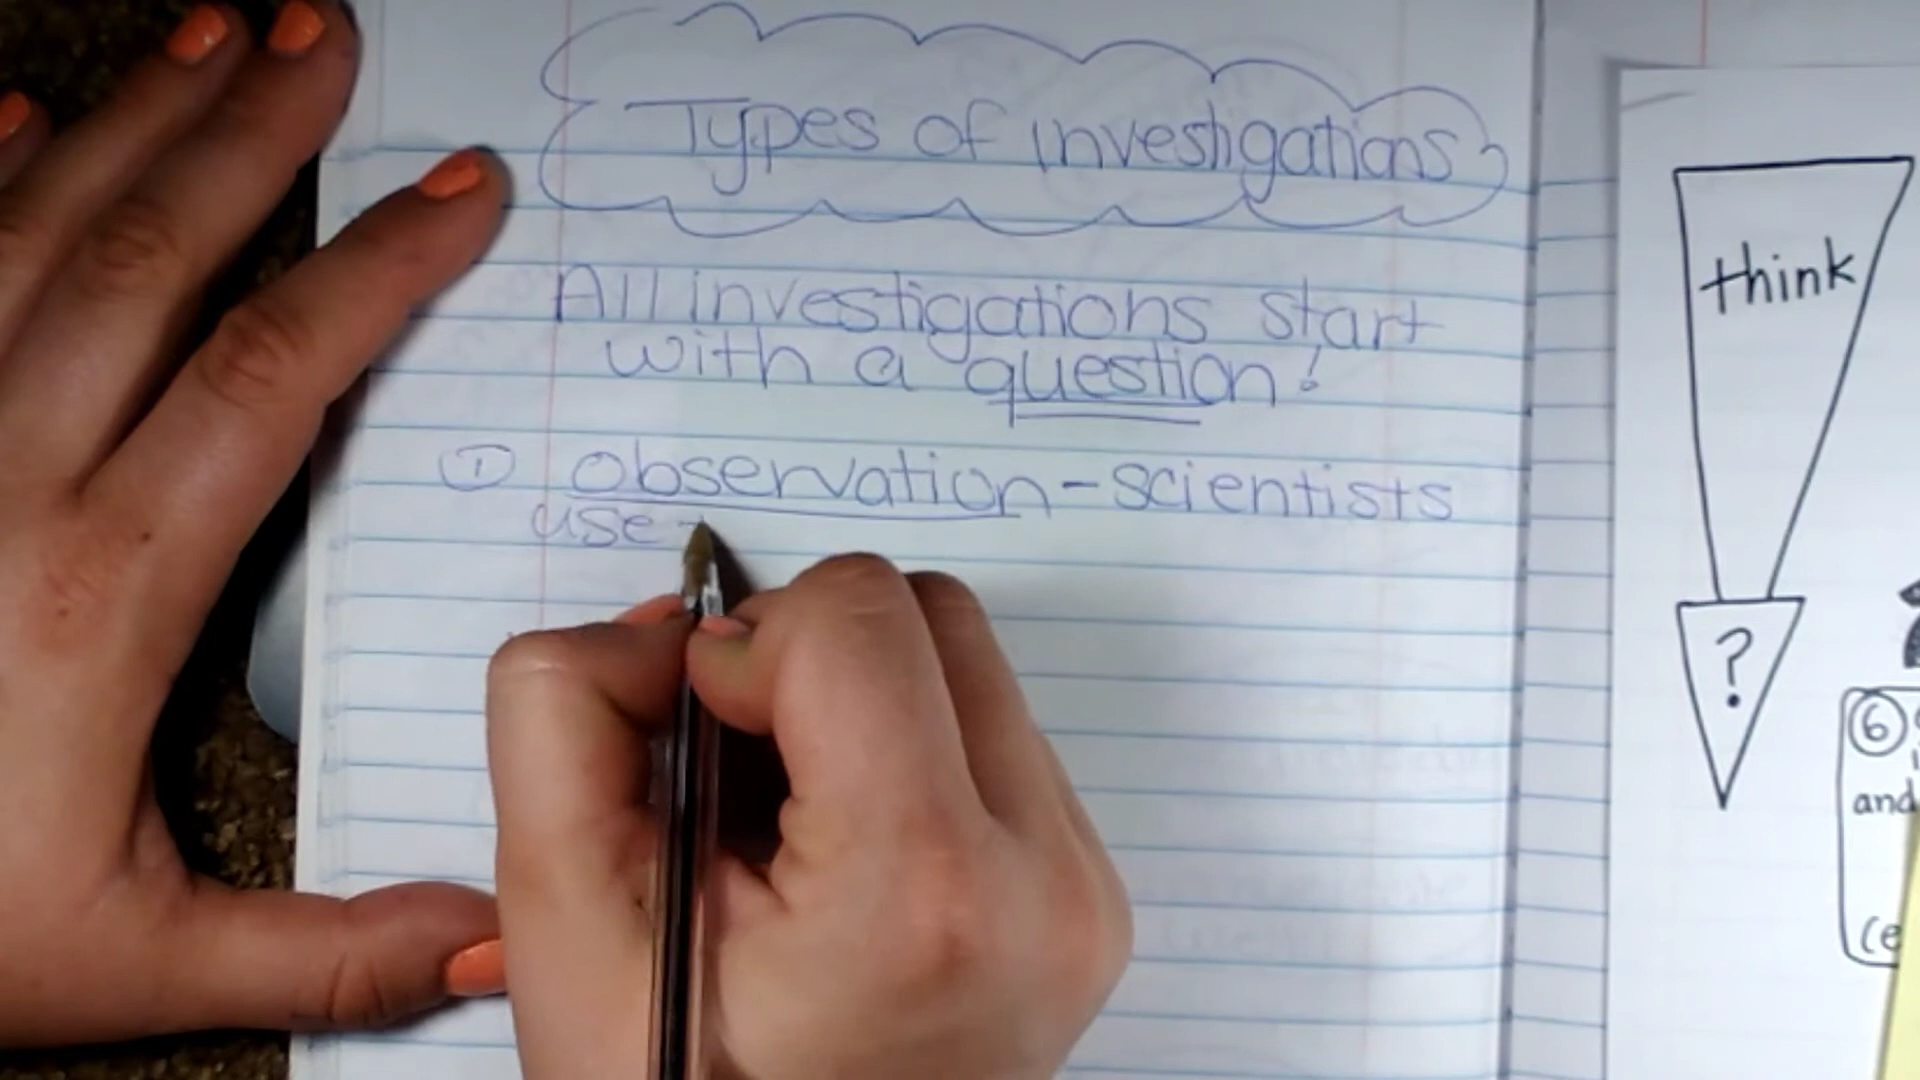 Types of investigations
All investigations start
with a question!
① Observation - scientists
use
think
?
⑥
and
(e